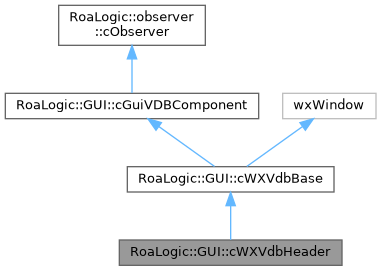 RoaLogic::observer
::cObserver
RoaLogic::GUI::cGuiVDBComponent
wxWindow
RoaLogic::GUI::cWXVdbBase
RoaLogic::GUI::cWXVdbHeader